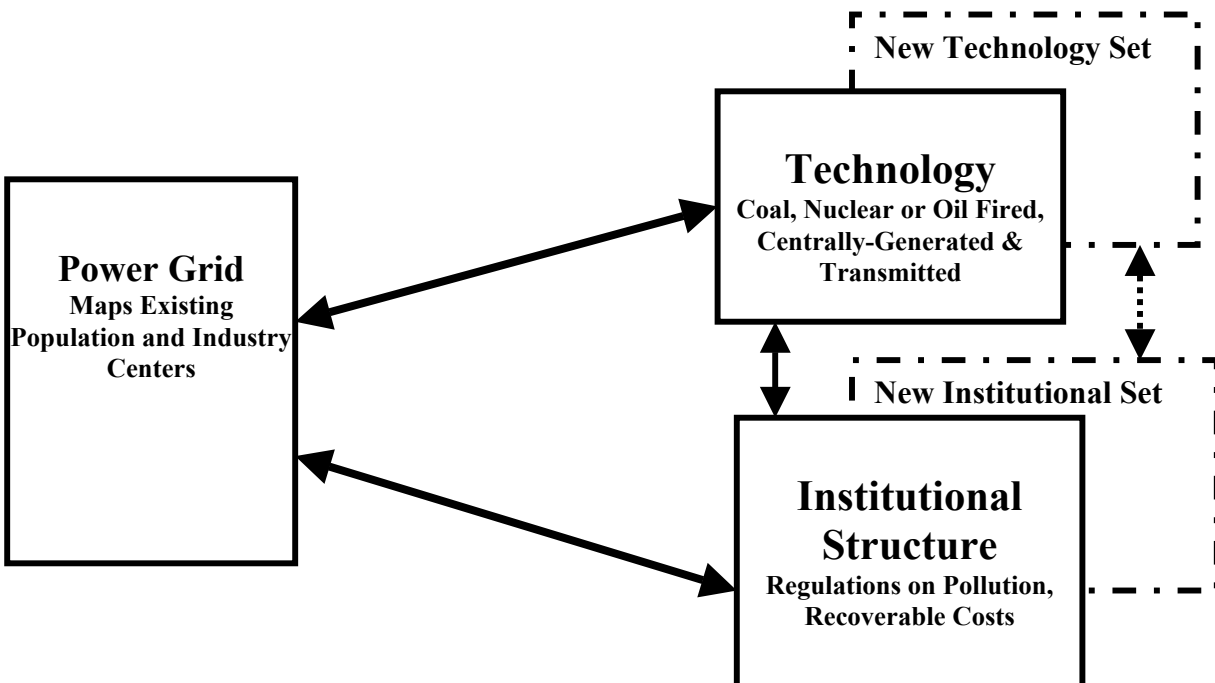 New Technology Set
Technology
Coal, Nuclear or Oil Fired,
Centrally-Generated &
Transmitted
Power Grid
Maps Existing
Population and Industry
Centers
New Institutional Set
Institutional
Structure
Regulations on Pollution,
Recoverable Costs